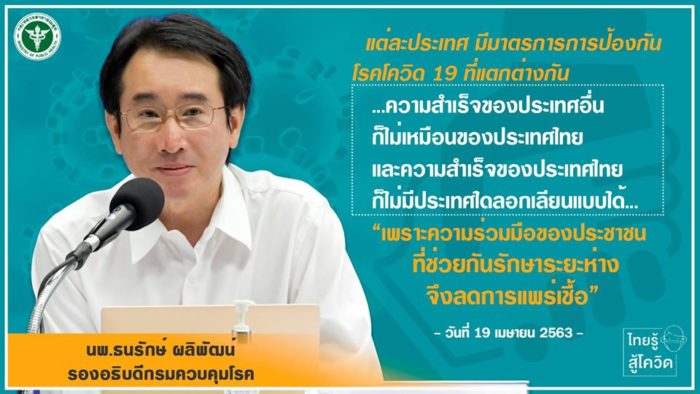 แต่ละประเทศ มีมาตรการการป้องกัน
โรคโควิด 19 ที่แตกต่างกัน
...ความสำเร็จของประเทศอื่น
ก็ไม่เหมือนของประเทศไทย
และความสำเร็จของประเทศไทย
ก็ไม่มีประเทศใดลอกเลียนแบบได้...
“เพราะความร่วมมือของประชาชน
ที่ช่วยกันรักษาระยะห่าง
จึงลดการแพร่เชื้อ”
- วันที่ 19 เมษายน 2563 -
นพ.ธนรักษ์ ผลิพัฒน์
รองอธิบดีกรมควบคุมโรค
ไทยรู้
สู้โควิด